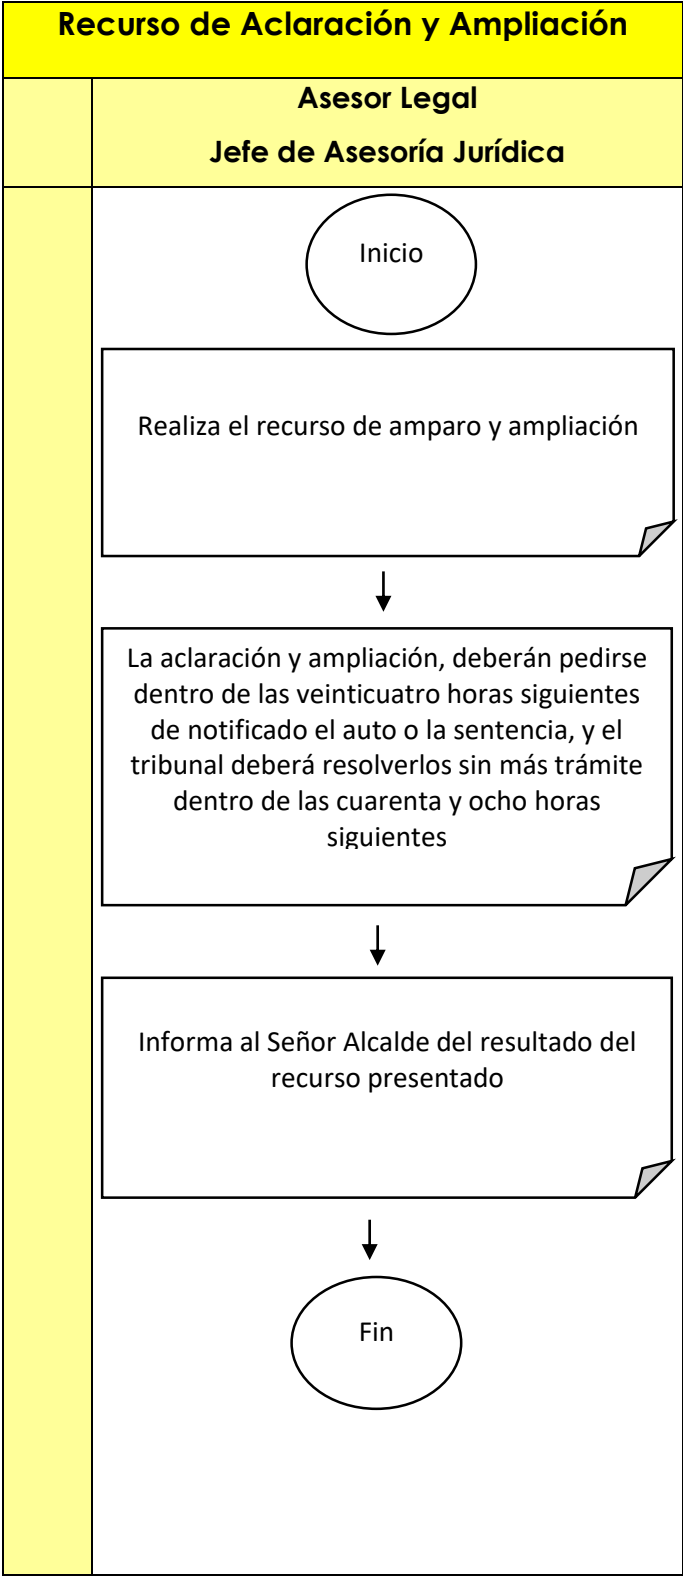 Recurso de Aclaración y Ampliación
Asesor Legal
Jefe de Asesoría Jurídica
Inicio
Realiza el recurso de amparo y ampliación
La aclaración y ampliación, deberán pedirse
dentro de las veinticuatro horas siguientes
de notificado el auto o la sentencia, y el
tribunal deberá resolverlos sin más trámite
dentro de las cuarenta y ocho horas
siguientes
Informa al Señor Alcalde del resultado del
recurso presentado
Fin